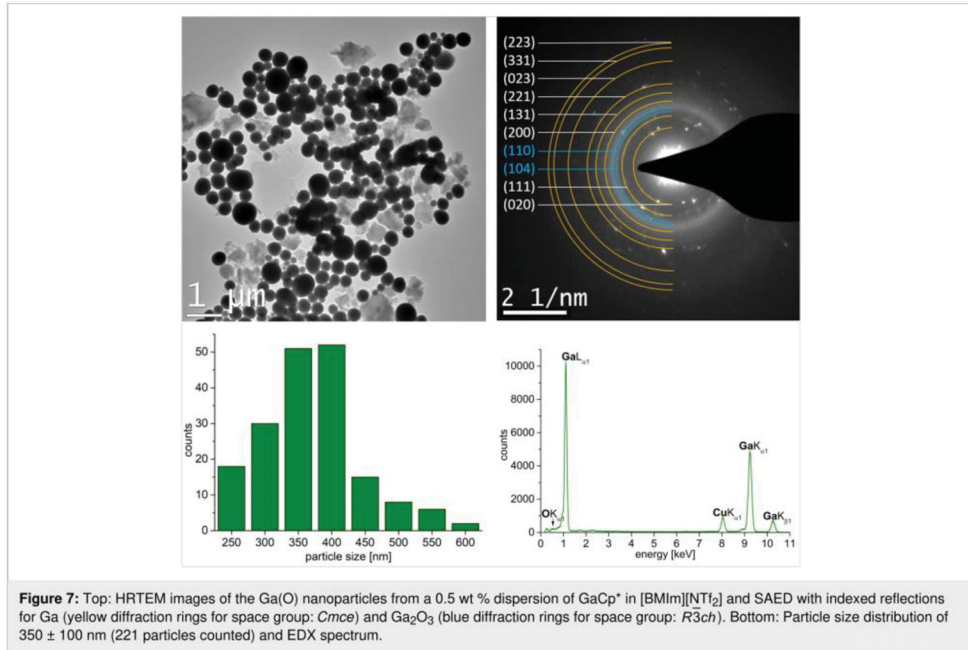 (223)
(331)
(023)
(221)
(131)
(200)
(110)
(104)
(111)
(020)
1 µm
2 1/nm
50
40
30
20
10
0
counts
250 300 350 400 450 500 550 600
particle size [nm]
10000
8000
6000
4000
2000
0
counts
GaLα1
GaKα1
OKα1
CuKα1
GaKβ1
0 1 2 3 4 5 6 7 8 9 10 11
energy [keV]
Figure 7: Top: HRTEM images of the Ga(O) nanoparticles from a 0.5 wt % dispersion of GaCp* in [BMIm][NTf₂] and SAED with indexed reflections
for Ga (yellow diffraction rings for space group: Cmce) and Ga₂O₃ (blue diffraction rings for space group: R3̅ch). Bottom: Particle size distribution of
350 ± 100 nm (221 particles counted) and EDX spectrum.